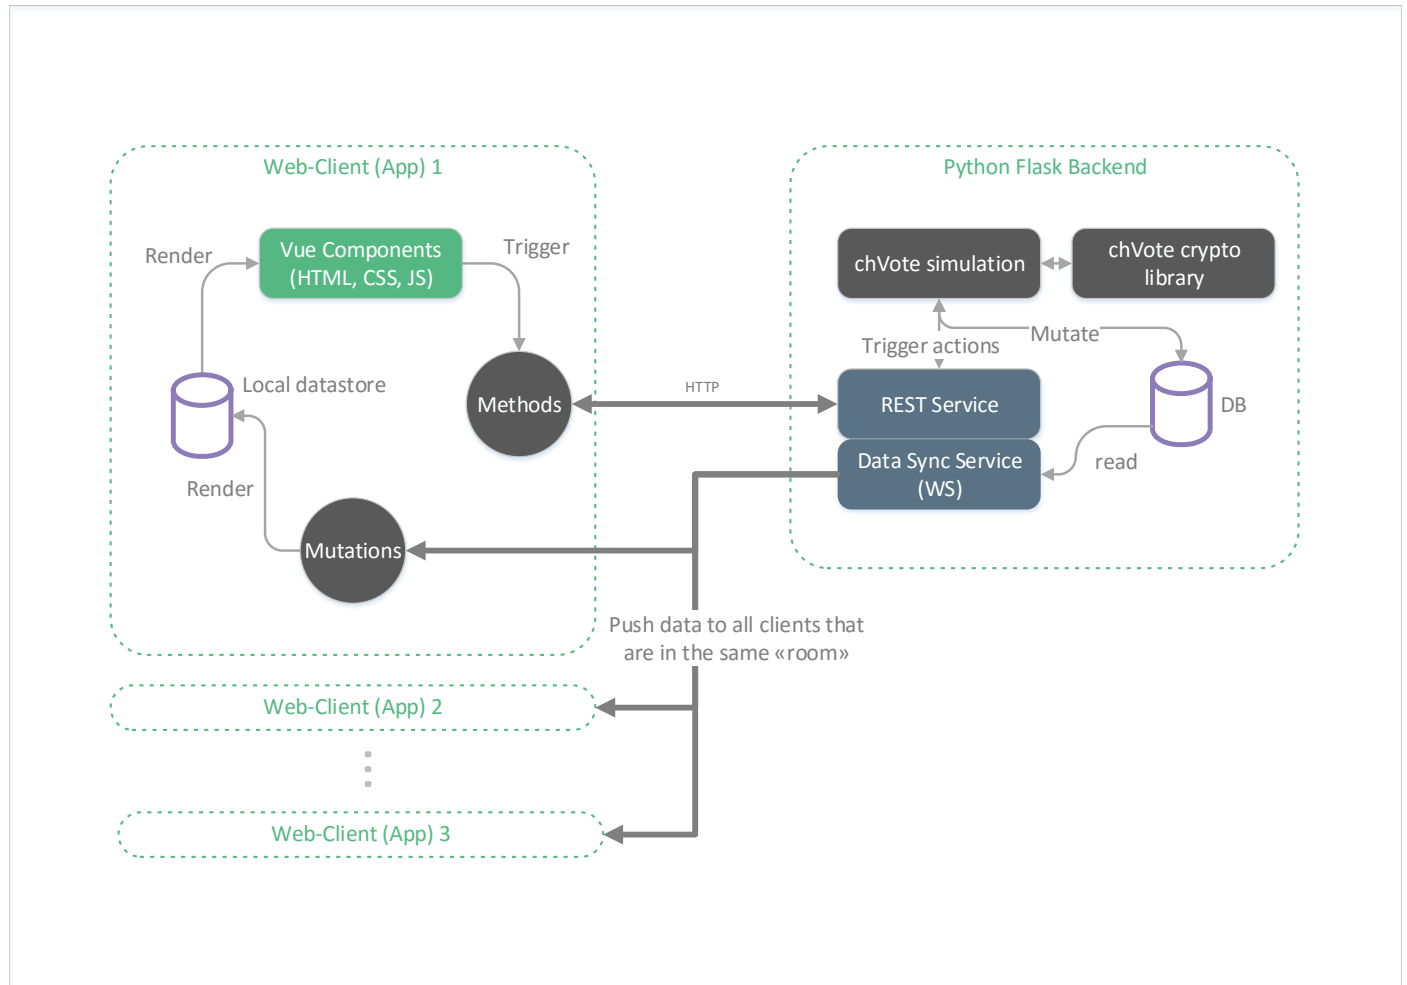 Web-Client (App) 1
Render
Vue Components
(HTML, CSS, JS)
Trigger
Local datastore
Methods
Render
Mutations
HTTP
Python Flask Backend
chVote simulation
chVote crypto
library
Mutate
Trigger actions
REST Service
DB
Data Sync Service
(WS)
read
Push data to all clients that
are in the same «room»
Web-Client (App) 2
Web-Client (App) 3